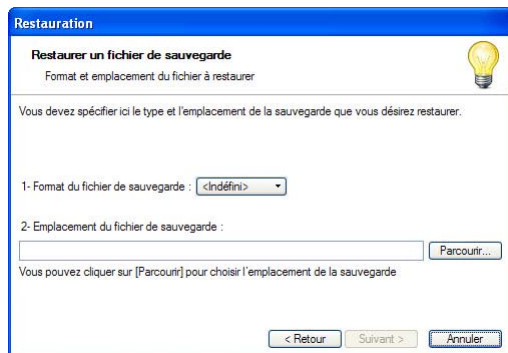 Restauration
Restaurer un fichier de sauvegarde
Format et emplacement du fichier à restaurer
Vous devez spécifier ici le type et l'emplacement de la sauvegarde que vous désirez restaurer.
1- Format du fichier de sauvegarde : <Indéfini>
2- Emplacement du fichier de sauvegarde :
Parcourir...
Vous pouvez cliquer sur [Parcourir] pour choisir l'emplacement de la sauvegarde
< Retour Suivant > Annuler